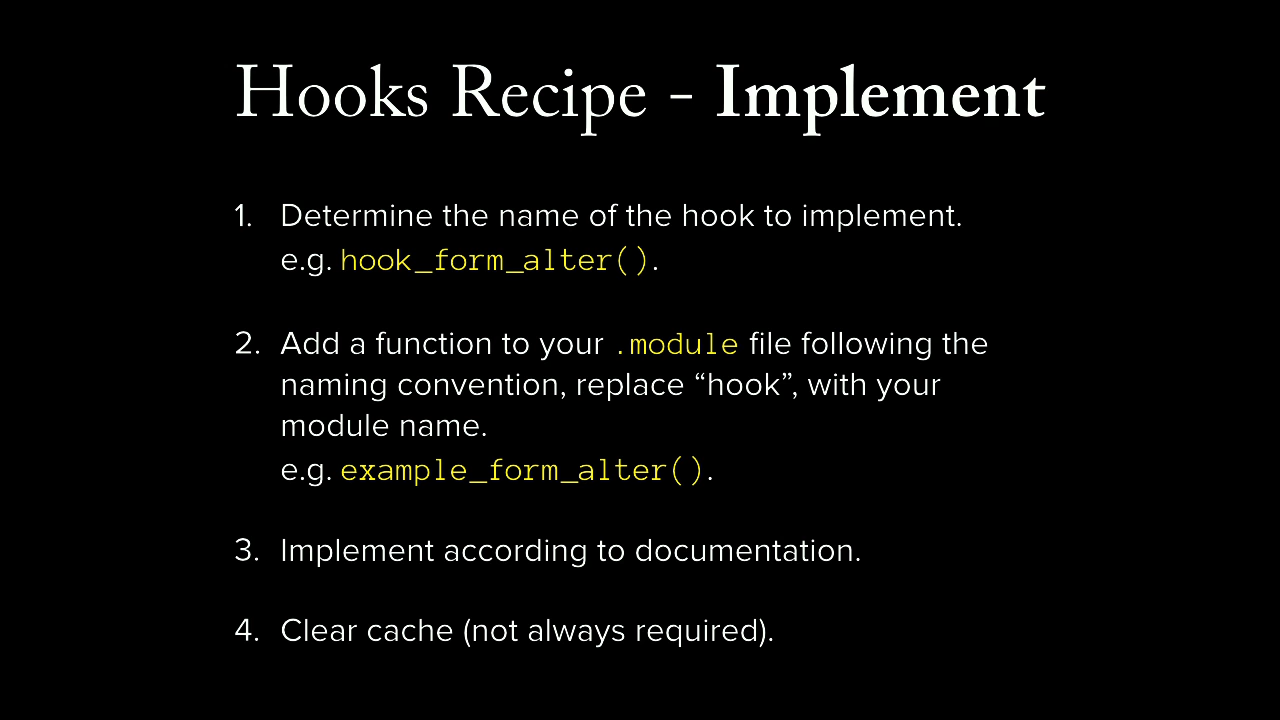 Hooks Recipe - Implement
1. Determine the name of the hook to implement.
e.g. hook_form_alter().
2. Add a function to your .module file following the
naming convention, replace “hook”, with your
module name.
e.g. example_form_alter().
3. Implement according to documentation.
4. Clear cache (not always required).